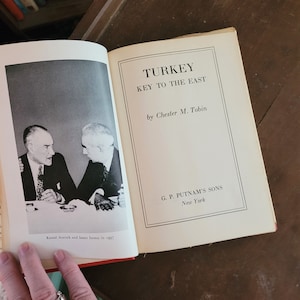 TURKEY
KEY TO THE EAST
by Chester M. Tobin
G. P. PUTNAM'S SONS
New York